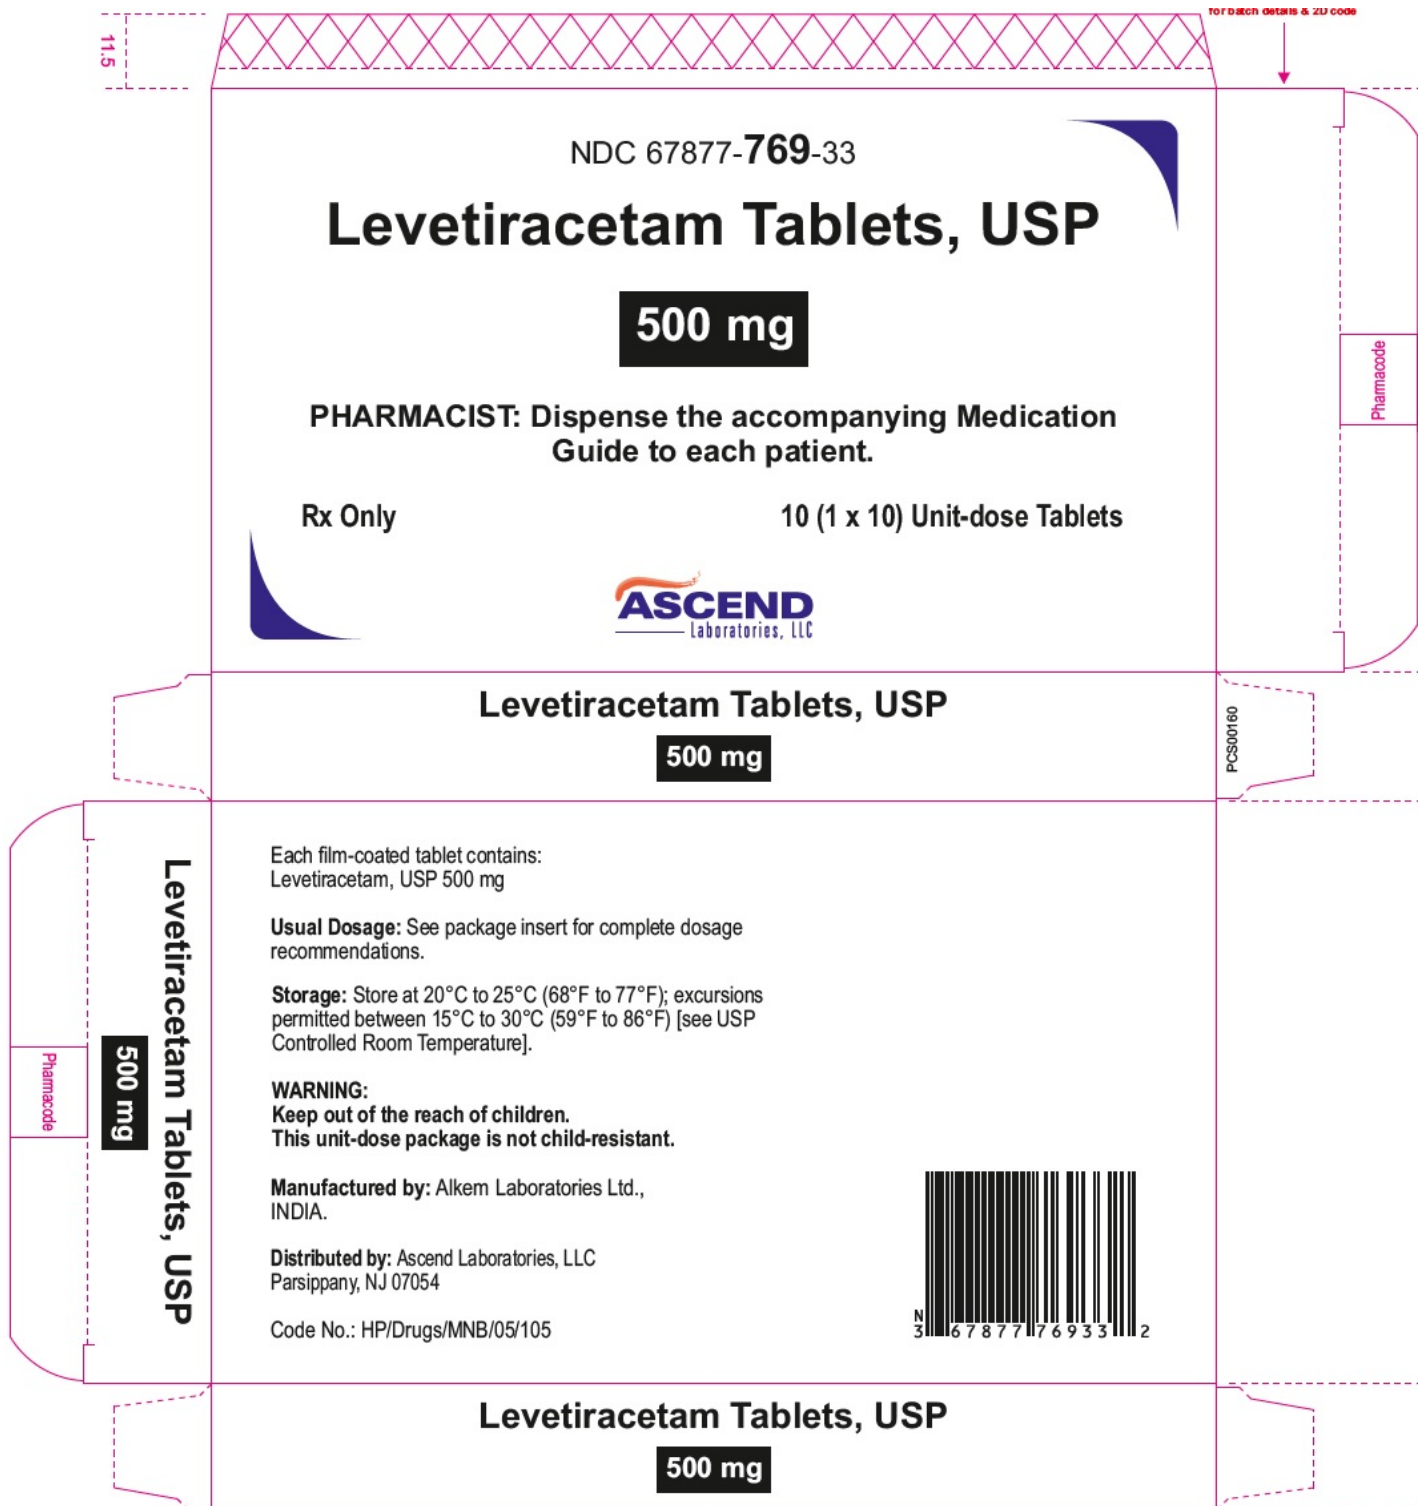 for batch details & 2D code
11.5
NDC 67877-769-33
Levetiracetam Tablets, USP
500 mg
PHARMACIST: Dispense the accompanying Medication
Guide to each patient.
Rx Only
10 (1 x 10) Unit-dose Tablets
ASCEND
Laboratories, LLC
Pharmacode
Levetiracetam Tablets, USP
500 mg
PCS00160
Levetiracetam Tablets, USP
500 mg
Pharmacode
Each film-coated tablet contains:
Levetiracetam, USP 500 mg
Usual Dosage: See package insert for complete dosage
recommendations.
Storage: Store at 20°C to 25°C (68°F to 77°F); excursions
permitted between 15°C to 30°C (59°F to 86°F) [see USP
Controlled Room Temperature].
WARNING:
Keep out of the reach of children.
This unit-dose package is not child-resistant.
Manufactured by: Alkem Laboratories Ltd.,
INDIA.
Distributed by: Ascend Laboratories, LLC
Parsippany, NJ 07054
Code No.: HP/Drugs/MNB/05/105
N
3 67877 76933 2
Levetiracetam Tablets, USP
500 mg